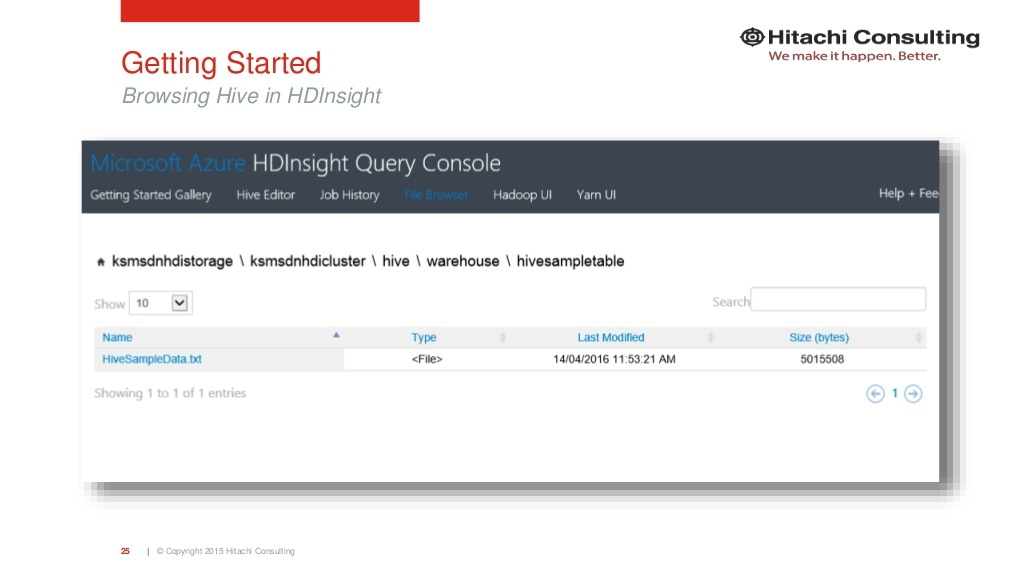 Hitachi Consulting
We make it happen. Better.
Getting Started
Browsing Hive in HDInsight
Microsoft Azure HDInsight Query Console
Getting Started Gallery Hive Editor Job History File Browser Hadoop UI Yarn UI Help + Fee
ksmsdnhdistorage \ ksmsdnhdicluster \ hive \ warehouse \ hivesampletable
Show 10 Search
Name Type Last Modified Size (bytes)
HiveSampleData.txt <File> 14/04/2016 11:53:21 AM 5015508
Showing 1 to 1 of 1 entries 1
25 | © Copyright 2015 Hitachi Consulting